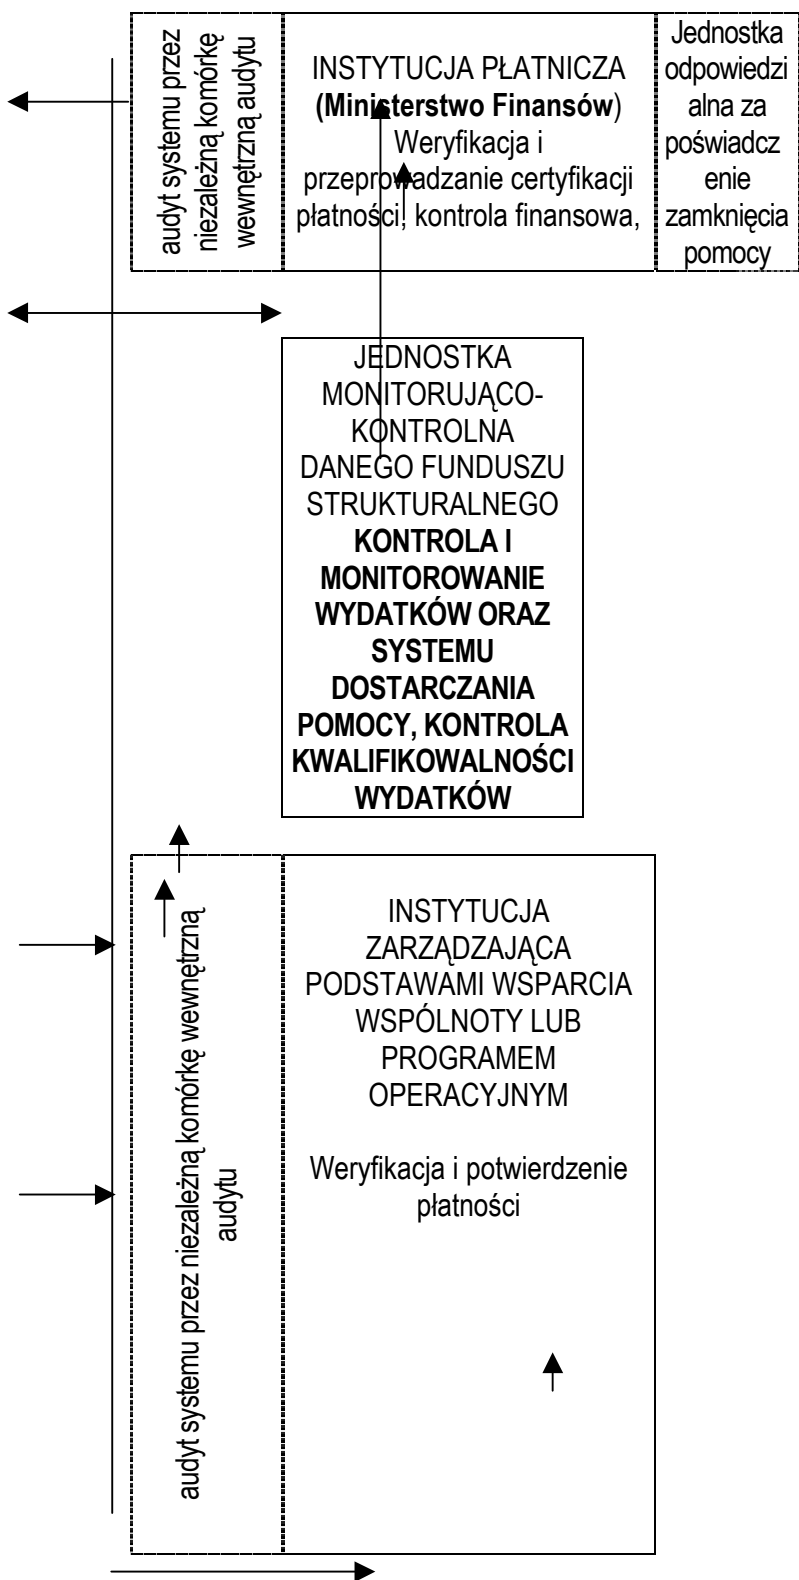 audyt systemu przez
niezależną komórkę
wewnętrzną audytu
INSTYTUCJA PŁATNICZA
(Ministerstwo Finansów)
Weryfikacja i
przeprowadzanie certyfikacji
płatności, kontrola finansowa,
Jednostka
odpowiedzi
alna za
poświadcz
enie
zamknięcia
pomocy
JEDNOSTKA
MONITORUJĄCO-
KONTROLNA
DANEGO FUNDUSZU
STRUKTURALNEGO
KONTROLA I
MONITOROWANIE
WYDATKÓW ORAZ
SYSTEMU
DOSTARCZANIA
POMOCY, KONTROLA
KWALIFIKOWALNOŚCI
WYDATKÓW
audyt systemu przez niezależną komórkę wewnętrzną
audytu
INSTYTUCJA
ZARZĄDZAJĄCA
PODSTAWAMI WSPARCIA
WSPÓLNOTY LUB
PROGRAMEM
OPERACYJNYM
Weryfikacja i potwierdzenie
płatności